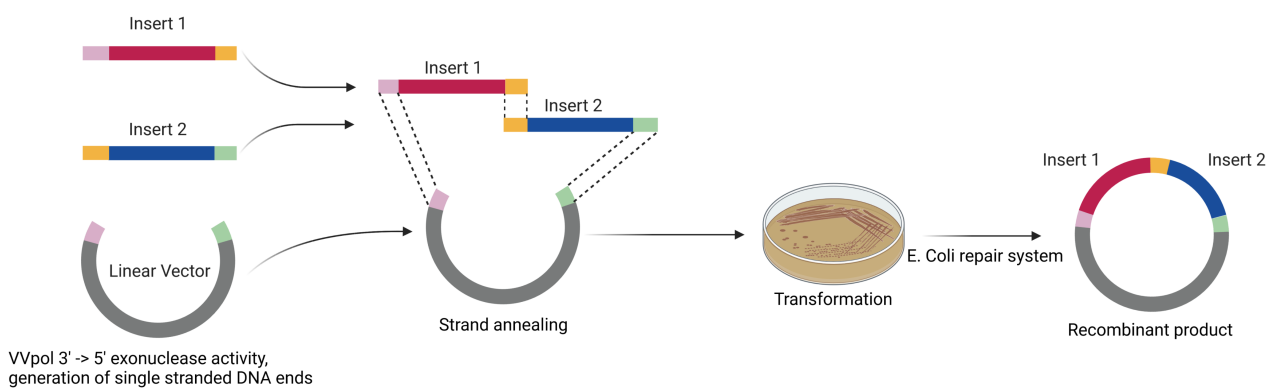 Insert 1
Insert 2
Linear Vector
VVpol 3' -> 5' exonuclease activity,
generation of single stranded DNA ends
Insert 1
Insert 2
Strand annealing
Transformation
E. Coli repair system
Insert 1
Insert 2
Recombinant product